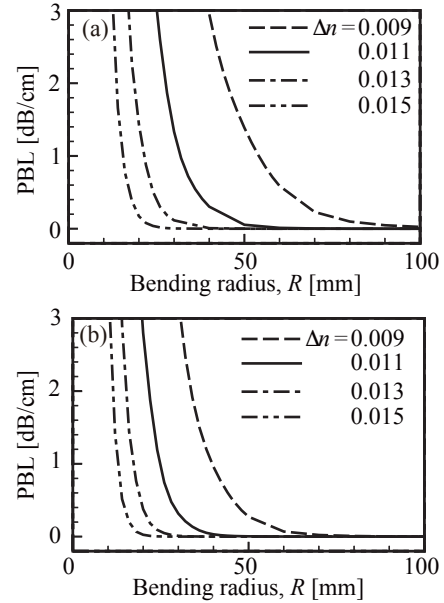 (a)
Δn=0.009
0.011
0.013
0.015
PBL [dB/cm]
3
2
1
0
0
50
100
Bending radius, R [mm]
(b)
Δn=0.009
0.011
0.013
0.015
PBL [dB/cm]
3
2
1
0
0
50
100
Bending radius, R [mm]